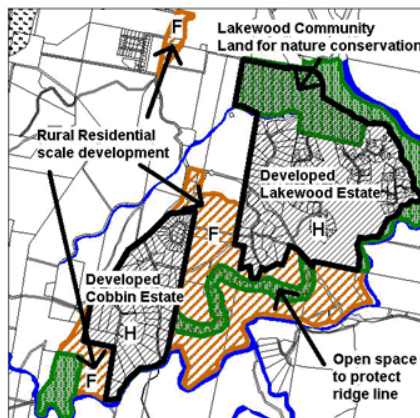 F
Lakewood Community
Land for nature conservation
Rural Residential
scale development
Developed
Lakewood Estate
F
H
Developed
Cobbin Estate
H
F
Open space
to protect
ridge line